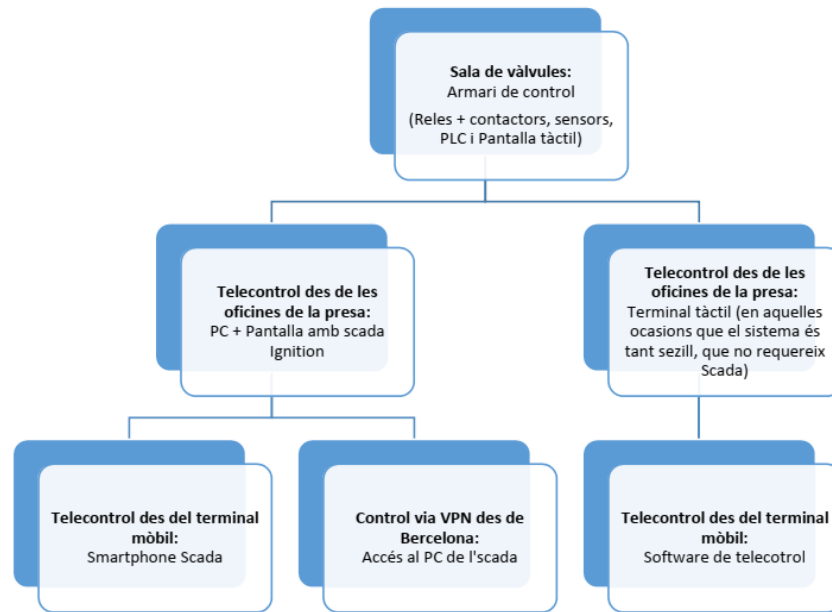 Sala de vàlvules:
Armari de control
(Reles + contactors, sensors,
PLC i Pantalla tàctil)
Telecontrol des de les
oficines de la presa:
PC + Pantalla amb scada
Ignition
Telecontrol des de les
oficines de la presa:
Terminal tàctil (en aquelles
ocasions que el sistema és
tant sezill, que no requereix
Scada)
Telecontrol des del terminal
mòbil:
Smartphone Scada
Control via VPN des de
Bercelona:
Accés al PC de l'scada
Telecontrol des del terminal
mòbil:
Software de telecotrol